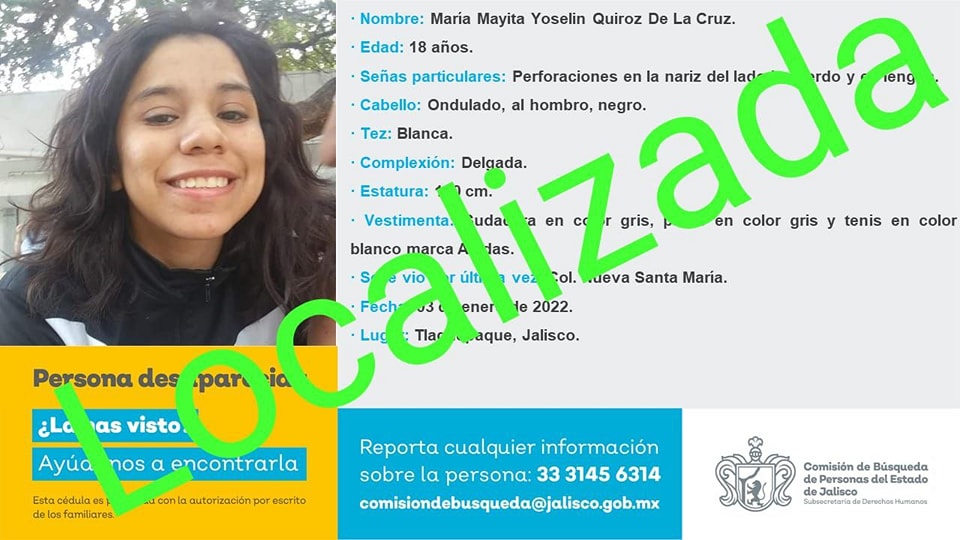 · Nombre: María Mayita Yoselin Quiroz De La Cruz.
· Edad: 18 años.
· Señas particulares: Perforaciones en la nariz del lado y
· Cabello: Ondulado, al hombro, negro.
· Tez: Blanca.
· Complexión: Delgada.
· Estatura: cm.
· Vestimenta: Sudadera en color gris, en color gris y tenis en color
blanco marca Adidas.
· Se le vio por última vez: Col. Nueva Santa María.
· Fecha: 03 de enero de 2022.
· Lugar: Tlaquepaque, Jalisco.
Localizada
Persona desaparecida
¿La has visto?
Ayúdanos a encontrarla
Esta cédula es publicada con la autorización por escrito
de los familiares.
Reporta cualquier información
sobre la persona: 33 3145 6314
comisiondebusqueda@jalisco.gob.mx
Comisión de Búsqueda
de Personas del Estado
de Jalisco
Subsecretaría de Derechos Humanos